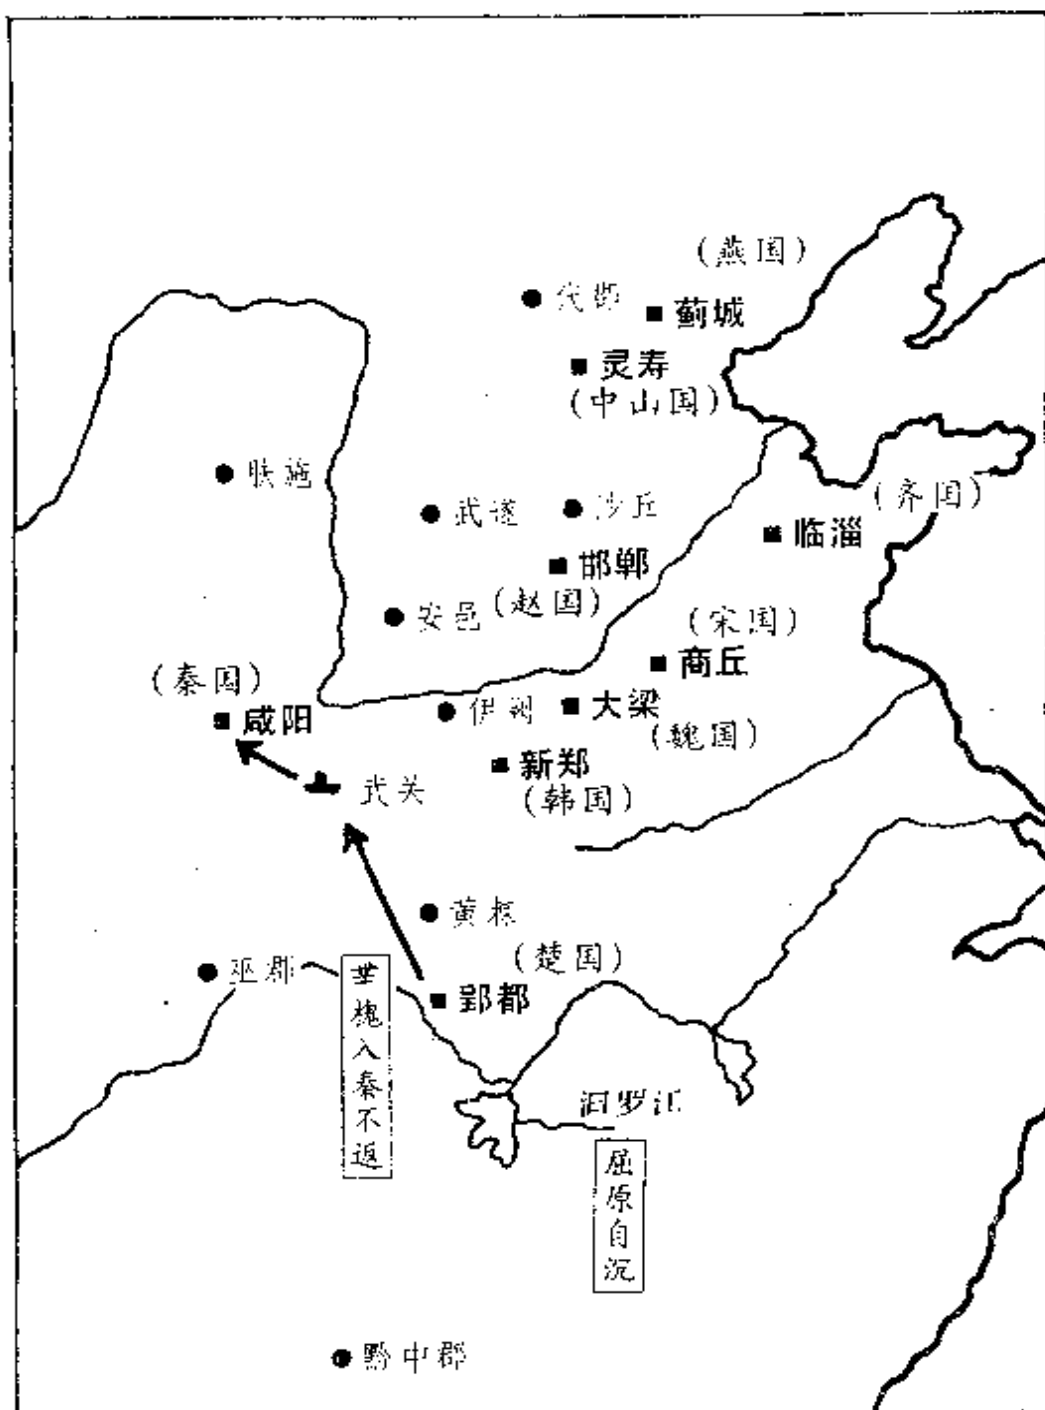 (燕国)
代郡
蓟城
灵寿
(中山国)
肤施
武遂
沙丘
(齐国)
临淄
邯郸
(赵国)
安邑
(宋国)
商丘
(秦国)
咸阳
伊阙
大梁
(魏国)
新郑
(韩国)
武关
黄棘
(楚国)
巫郡
郢都
芈槐入秦不返
汨罗江
屈原自沉
黔中郡